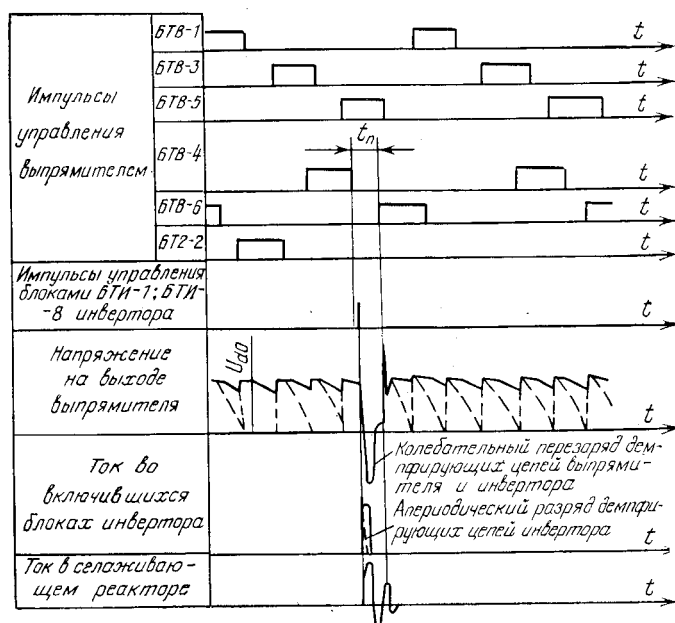 Импульсы
управления
выпрямителем
БТВ-1
t
БТВ-3
t
БТВ-5
t
tп
БТВ-4
t
БТВ-6
t
БТ2-2
t
Импульсы управления
блоками БТИ-1; БТИ-
-8 инвертора
t
Напряжение
на выходе
выпрямителя
Ud0
t
Ток во
включившихся
блоках инвертора
Колебательный перезаряд дем-
пфирующих цепей выпрями-
теля и инвертора
Апериодический разряд демпфи-
рующих цепей инвертора
t
Ток в сглаживаю-
щем реакторе
t